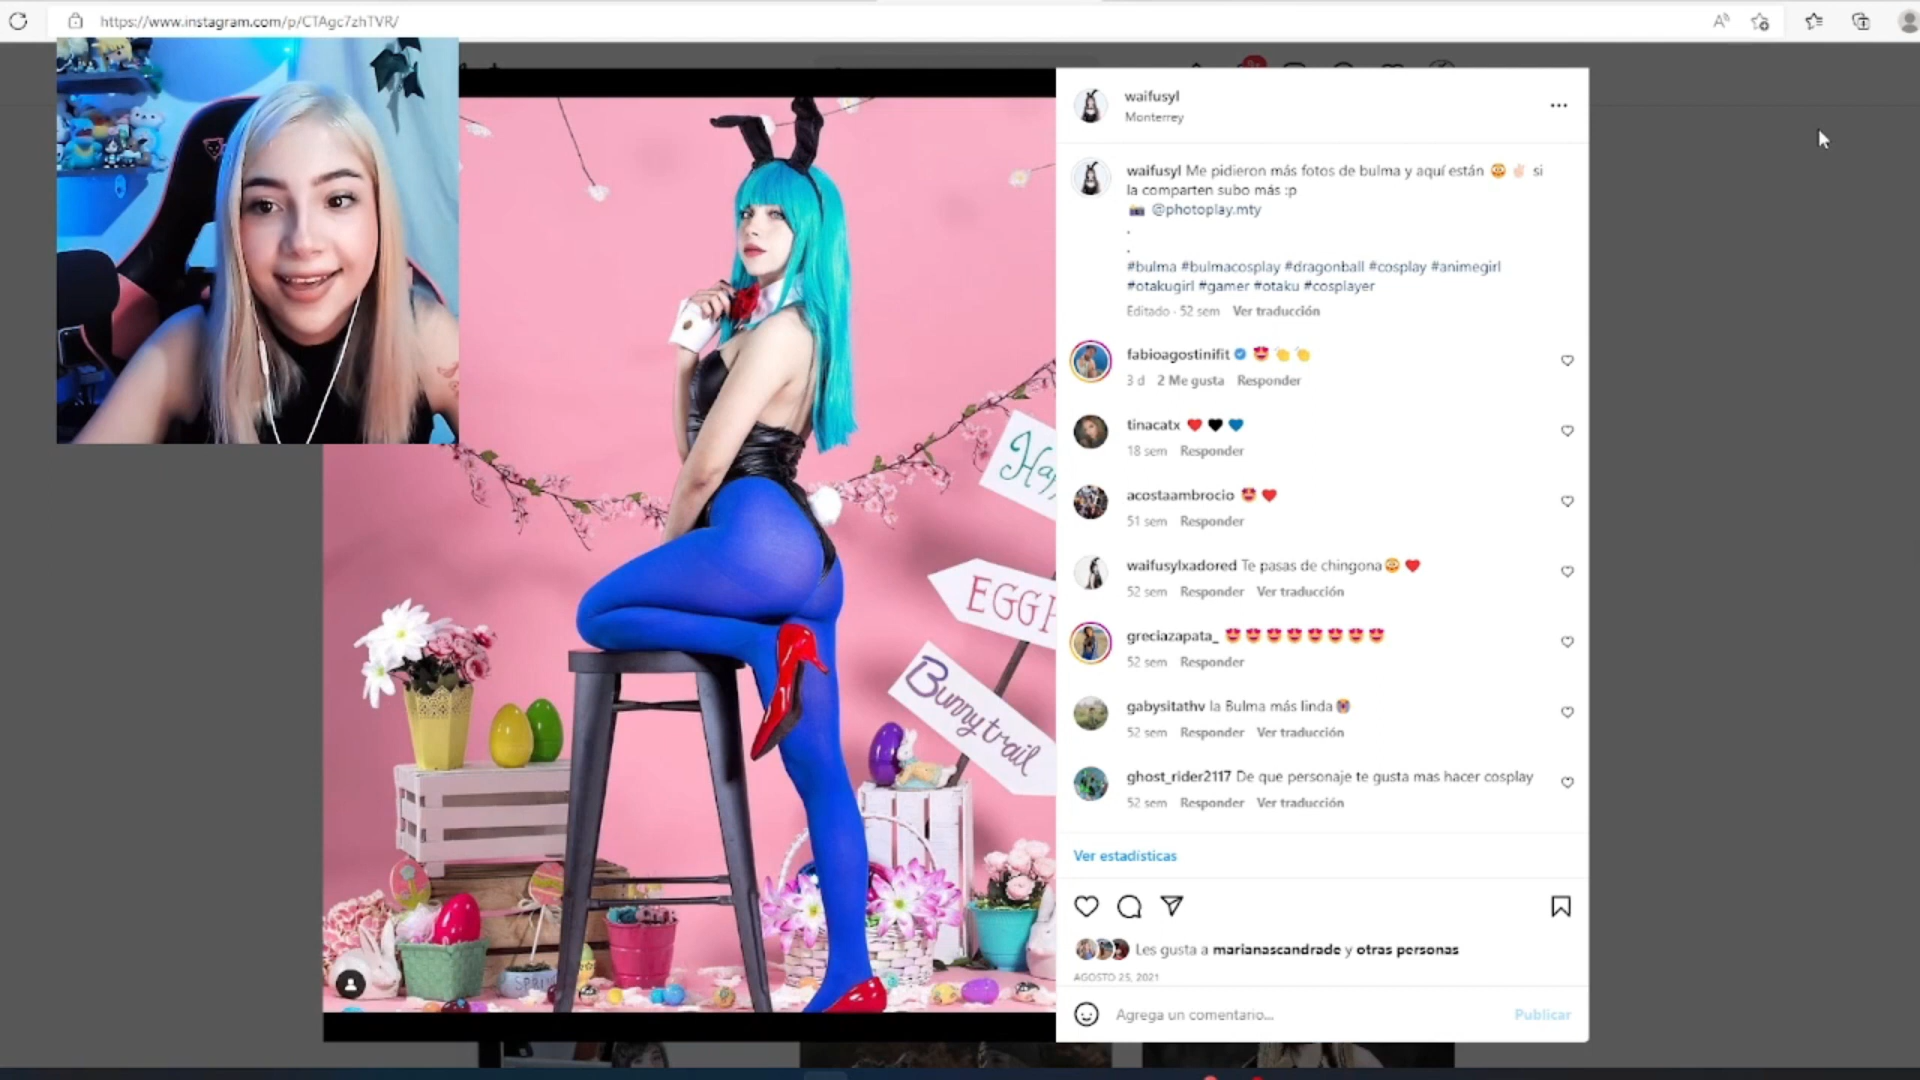 https://www.instagram.com/p/CTAgc7zhTVR/
waifusyl
Monterrey
waifusyl Me pidieron más fotos de bulma y aquí están si
la comparten subo más :p
@photoplay.mty
.
.
#bulma #bulmacosplay #dragonball #cosplay #animegirl
#otakugirl #gamer #otaku #cosplayer
Editado · 52 sem Ver traducción
fabioagostinifit
3 d 2 Me gusta Responder
tinacatx
18 sem Responder
acostaambrocio
51 sem Responder
waifusylxadored Te pasas de chingona
52 sem Responder Ver traducción
greciazapata_
52 sem Responder
gabysitathv la Bulma más linda
52 sem Responder Ver traducción
ghost_rider2117 De que personaje te gusta mas hacer cosplay
52 sem Responder Ver traducción
Ver estadísticas
Les gusta a marianascandrade y otras personas
AGOSTO 25, 2021
Agrega un comentario...
Publicar
Bunny trail